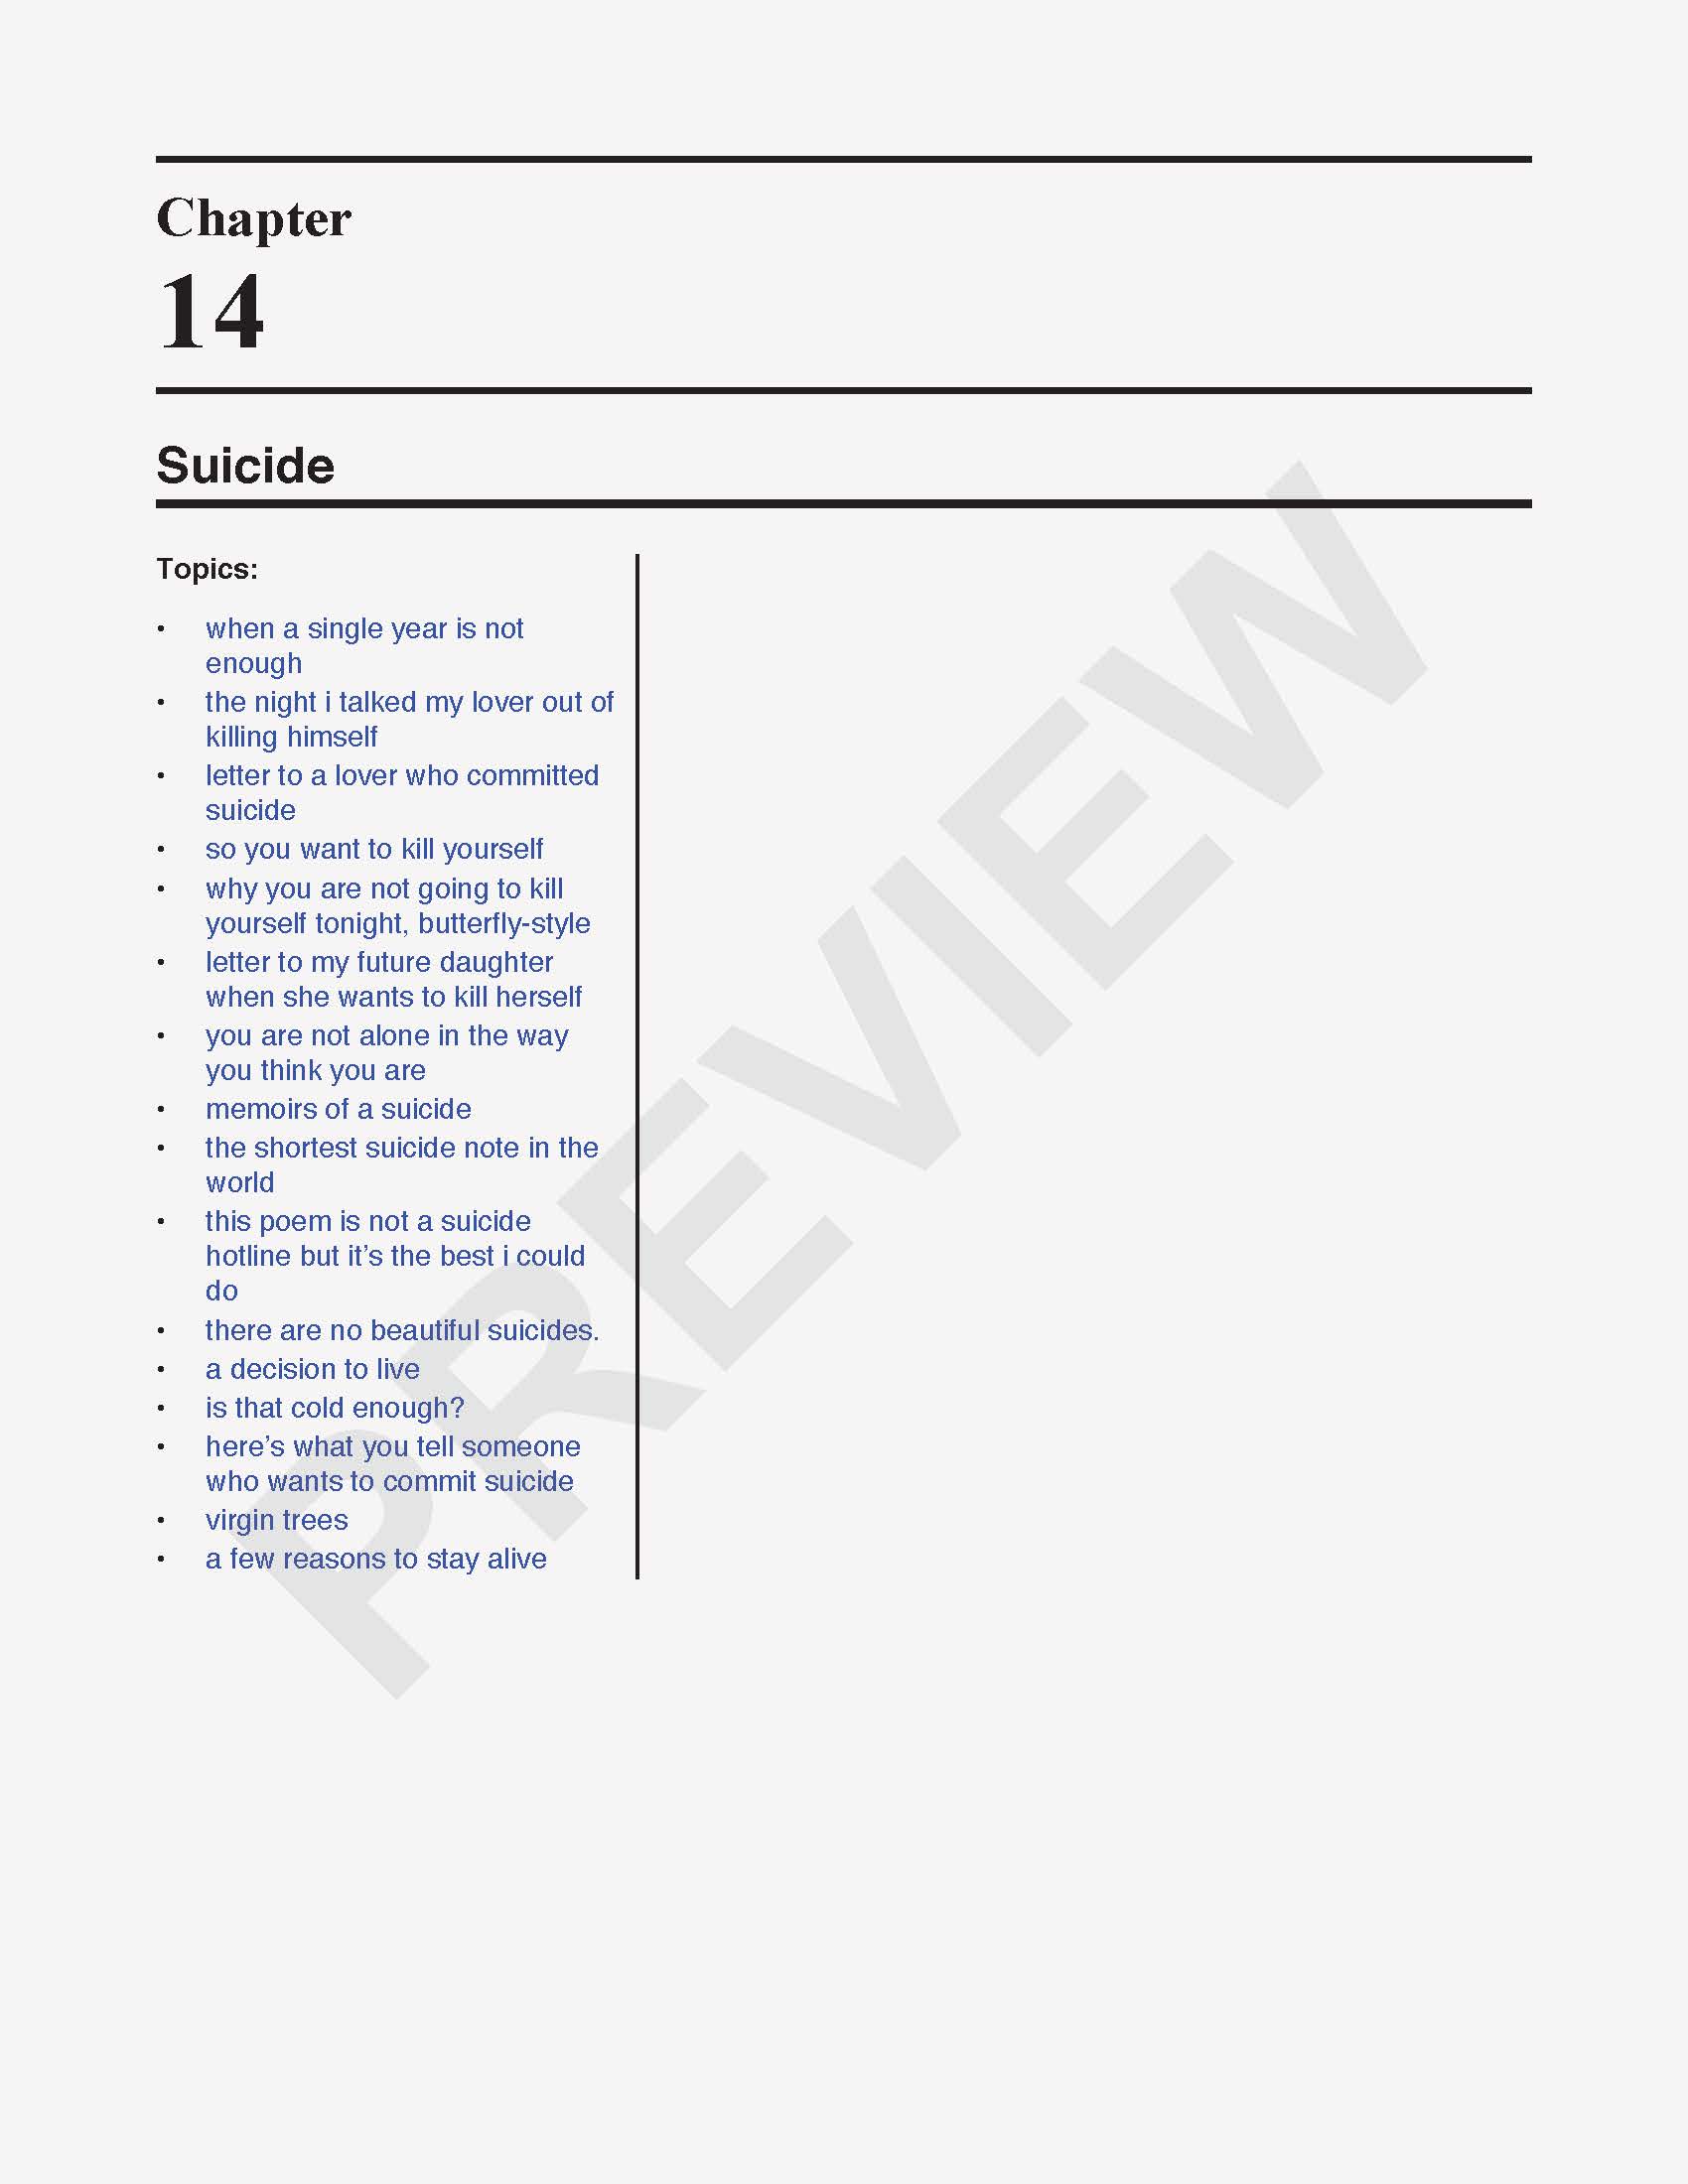 Chapter
14
Suicide
Topics:
• when a single year is not
enough
• the night i talked my lover out of
killing himself
• letter to a lover who committed
suicide
• so you want to kill yourself
• why you are not going to kill
yourself tonight, butterfly-style
• letter to my future daughter
when she wants to kill herself
• you are not alone in the way
you think you are
• memoirs of a suicide
• the shortest suicide note in the
world
• this poem is not a suicide
hotline but it’s the best i could
do
• there are no beautiful suicides.
• a decision to live
• is that cold enough?
• here’s what you tell someone
who wants to commit suicide
• virgin trees
• a few reasons to stay alive
PREVIEW